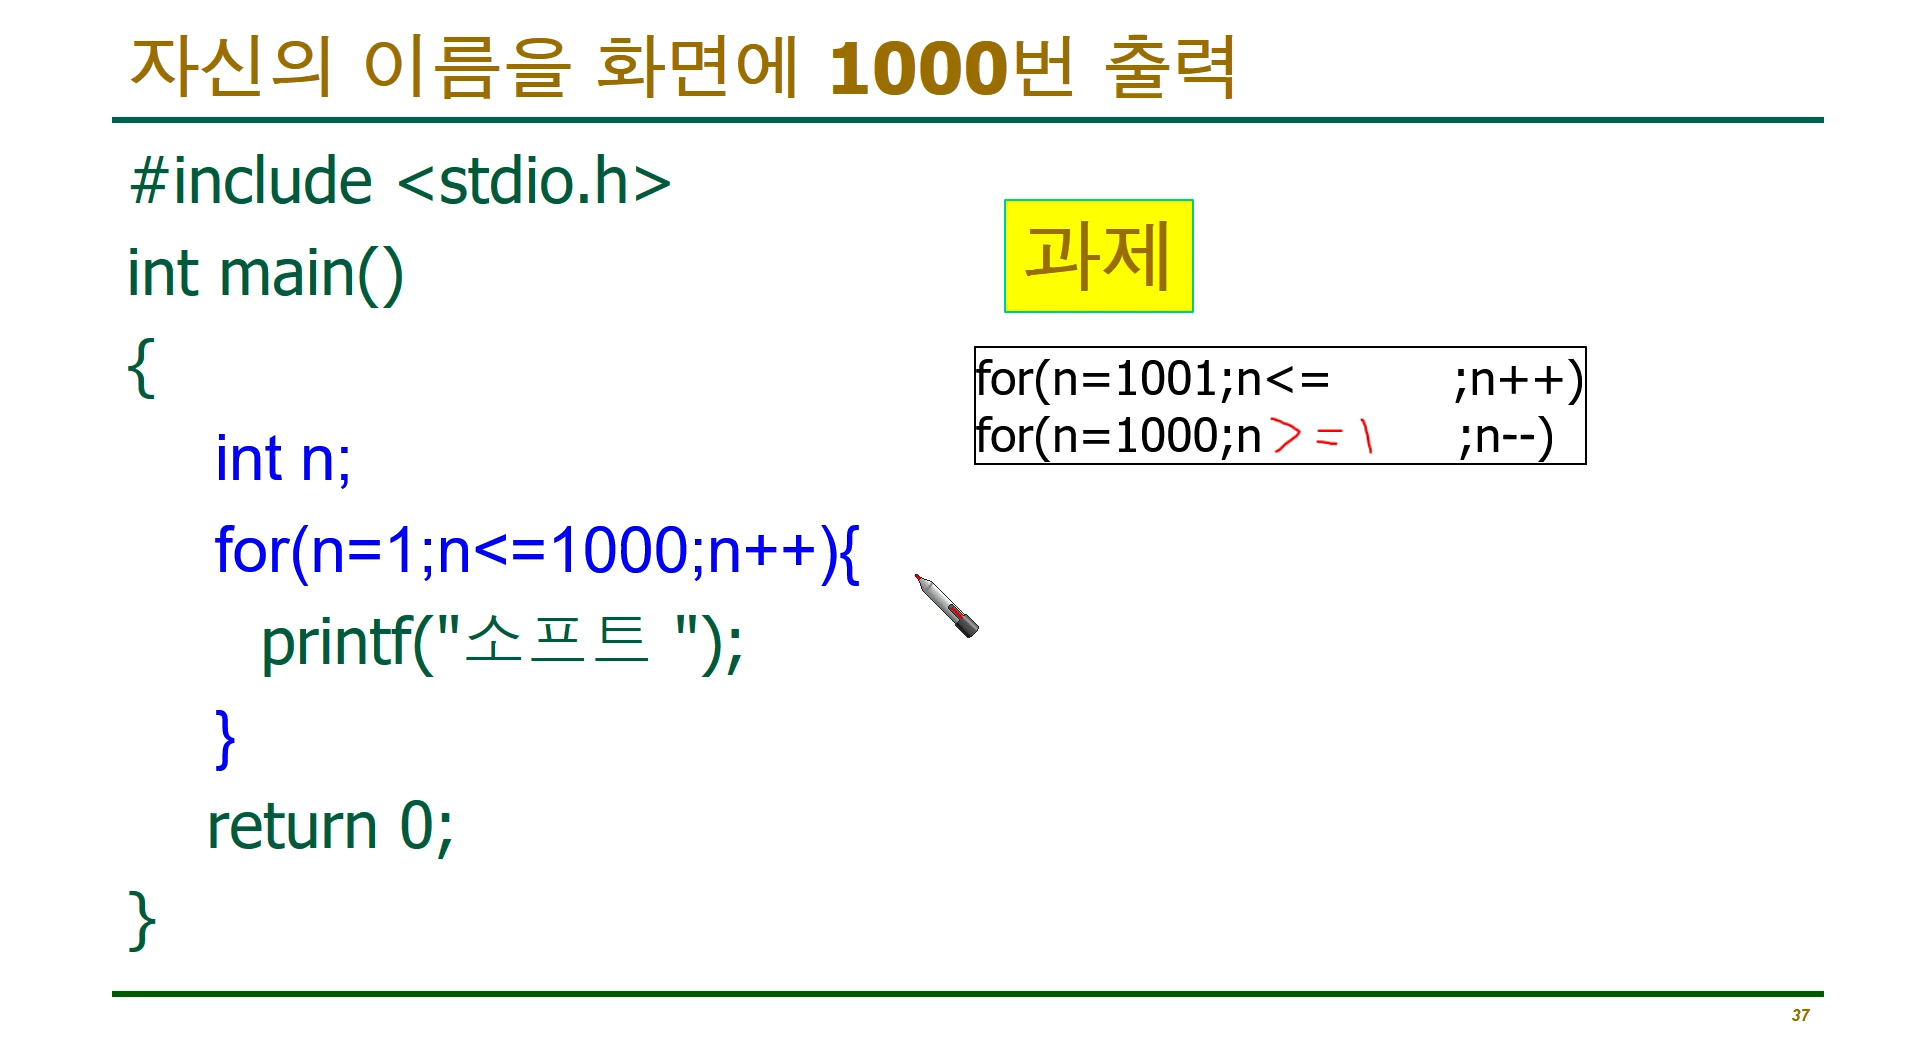 자신의 이름을 화면에 1000번 출력
#include <stdio.h>
int main()
{
int n;
for(n=1;n<=1000;n++){
printf("소프트 ");
}
return 0;
}
과제
for(n=1001;n<= ;n++)
for(n=1000;n>=1 ;n--)
37